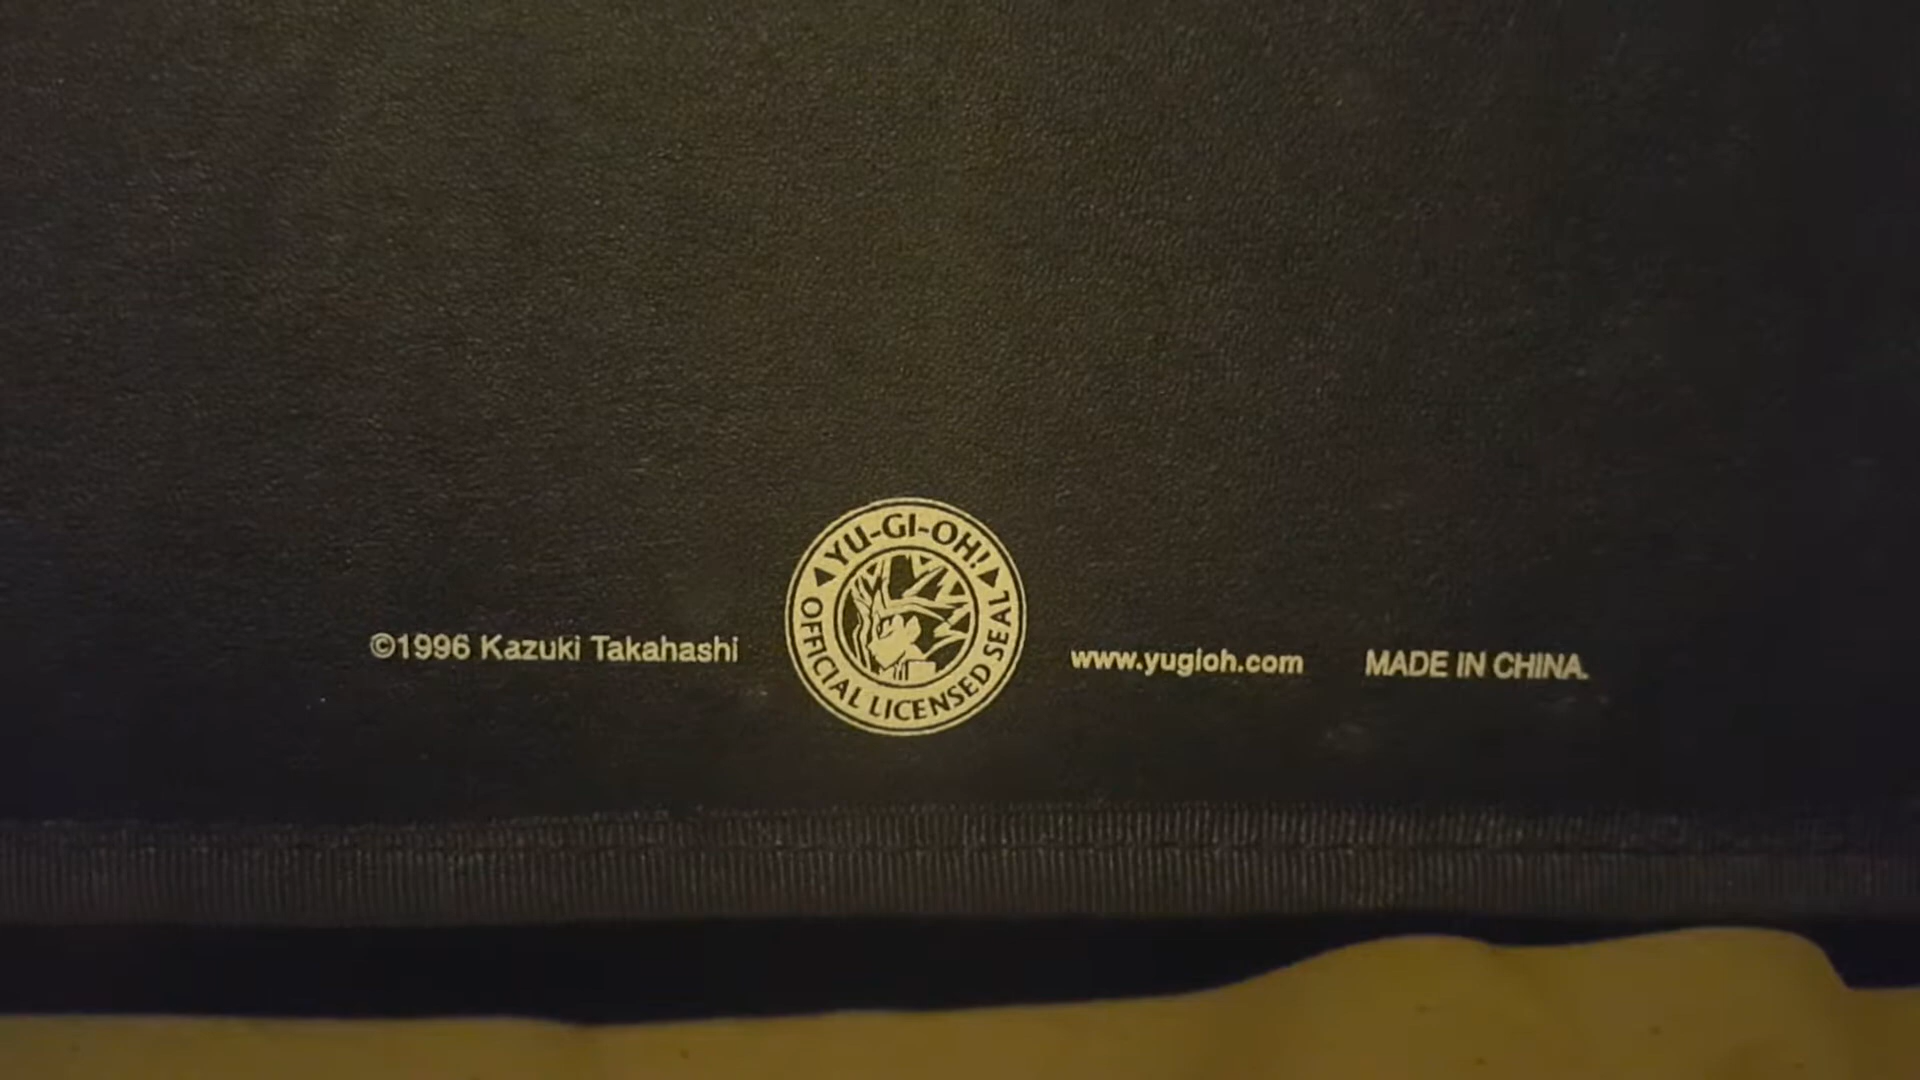 ©1996 Kazuki Takahashi
YU-GI-OH!
OFFICIAL LICENSED SEAL
www.yugioh.com
MADE IN CHINA.